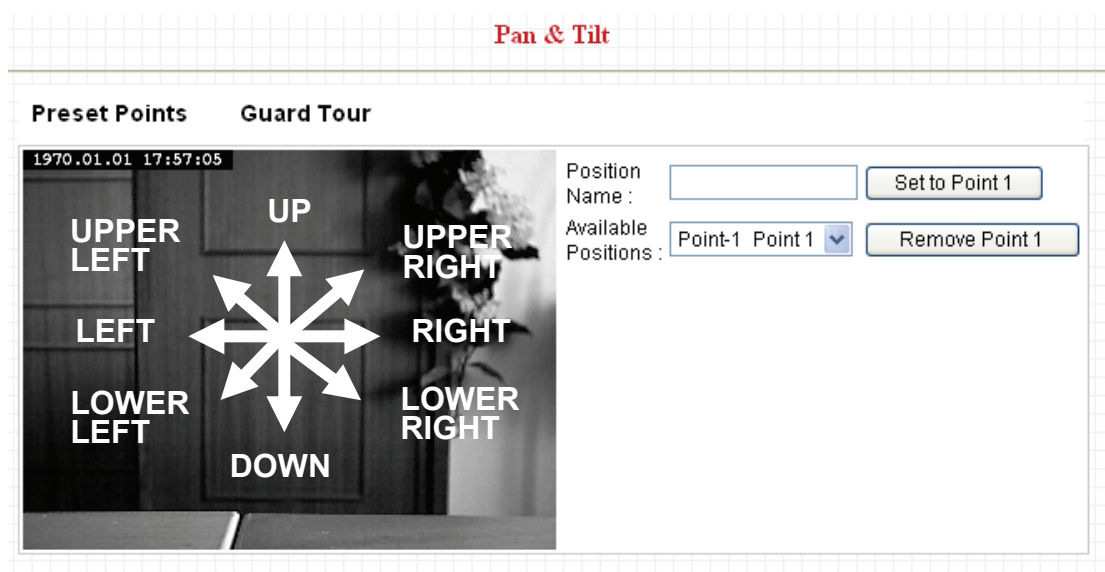 Pan & Tilt
Preset Points Guard Tour
1970.01.01 17:57:05
UP
UPPER
LEFT
UPPER
RIGHT
LEFT
RIGHT
LOWER
LEFT
LOWER
RIGHT
DOWN
Position
Name :
Set to Point 1
Available
Positions :
Point-1 Point 1
Remove Point 1